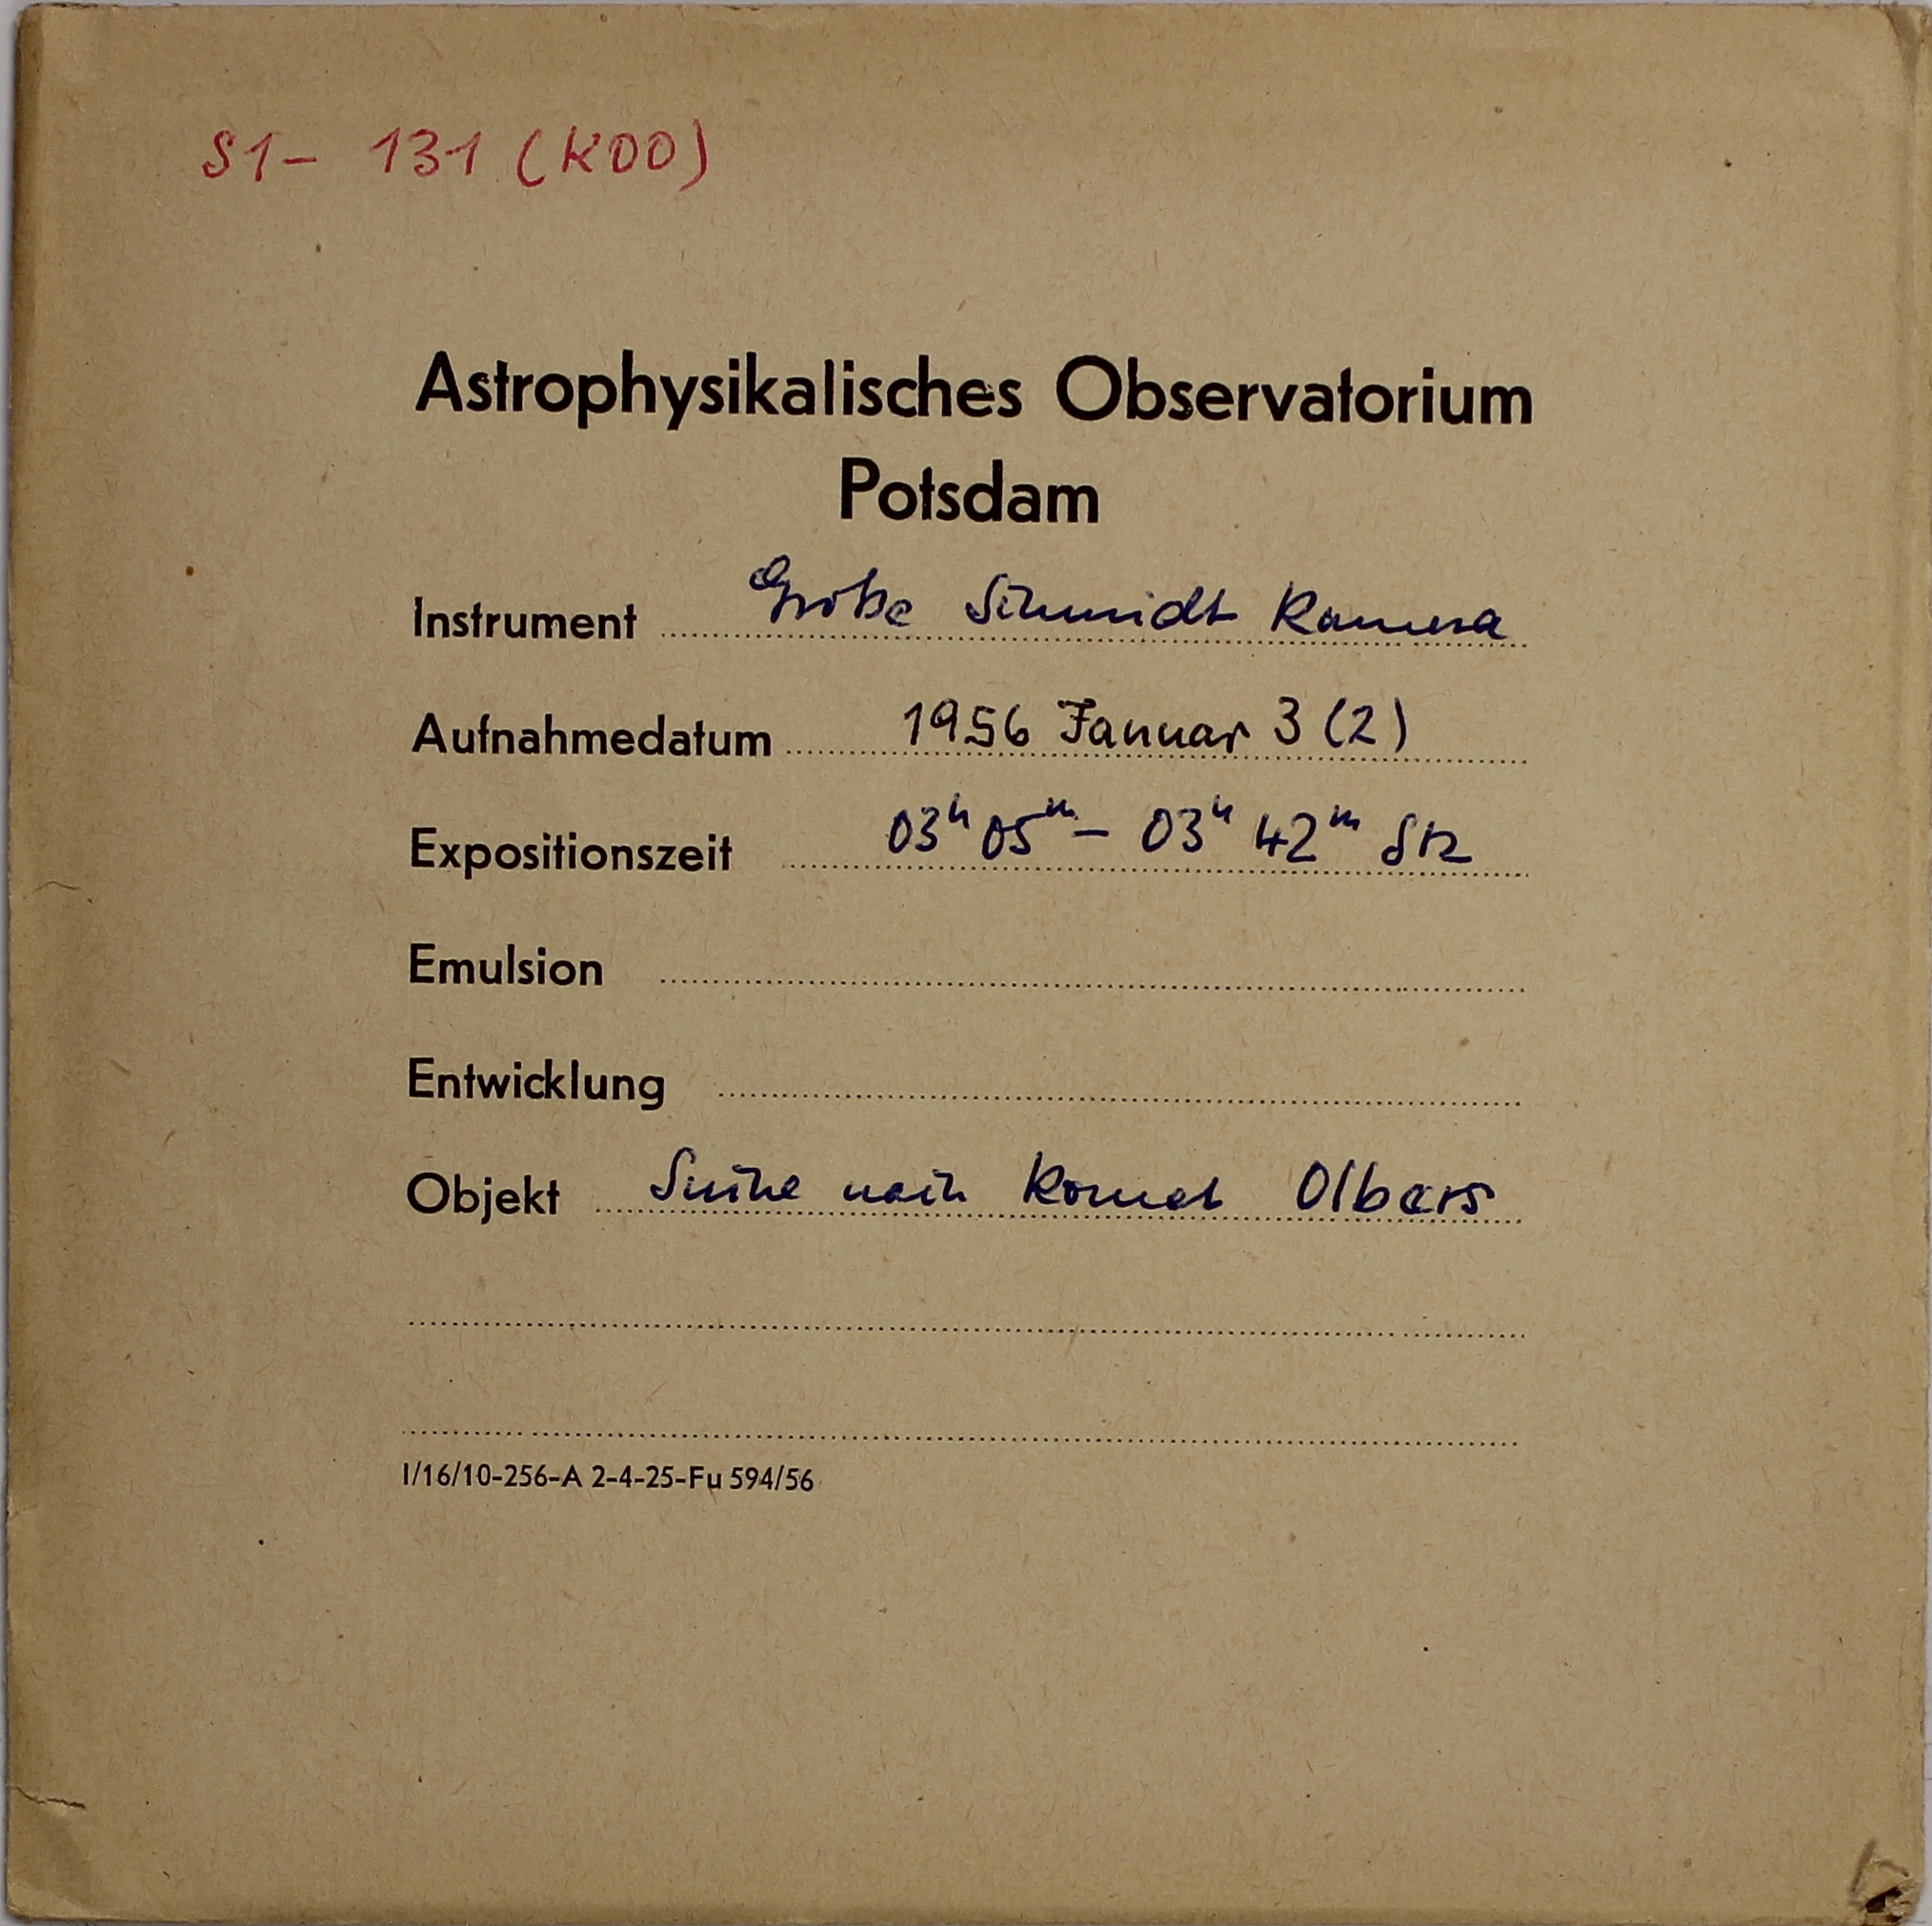 S1- 131 (KOO)
Astrophysikalisches Observatorium
Potsdam
Instrument Große Schmidt Kamera
Aufnahmedatum 1956 Januar 3 (2)
Expositionszeit 03h 05m - 03h 42m Stz
Emulsion
Entwicklung
Objekt Suche nach Komet Olbers
I/16/10-256-A 2-4-25-Fu 594/56